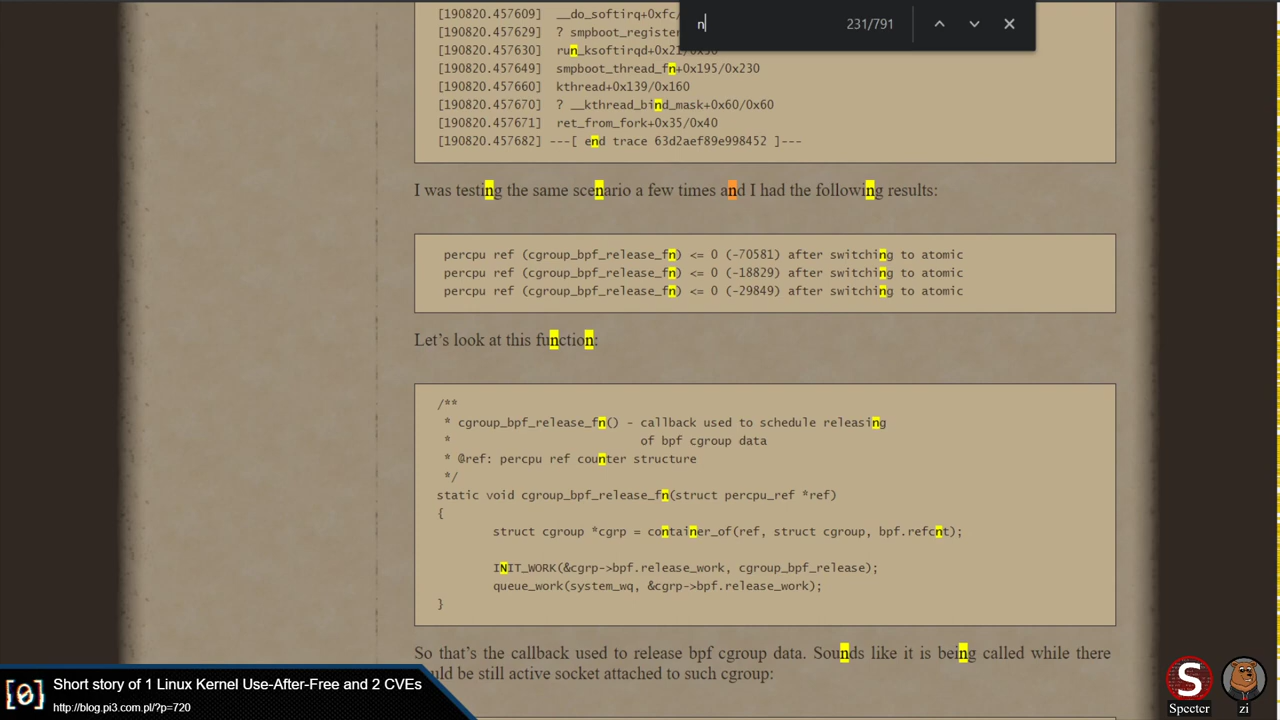 n
231/791
[190820.457609]  __do_softirq+0xfc/
[190820.457629]  ? smpboot_register
[190820.457630]  run_ksoftirqd+0x21/0x30
[190820.457649]  smpboot_thread_fn+0x195/0x230
[190820.457660]  kthread+0x139/0x160
[190820.457670]  ? __kthread_bind_mask+0x60/0x60
[190820.457671]  ret_from_fork+0x35/0x40
[190820.457682] ---[ end trace 63d2aef89e998452 ]---
I was testing the same scenario a few times and I had the following results:
percpu ref (cgroup_bpf_release_fn) <= 0 (-70581) after switching to atomic
percpu ref (cgroup_bpf_release_fn) <= 0 (-18829) after switching to atomic
percpu ref (cgroup_bpf_release_fn) <= 0 (-29849) after switching to atomic
Let’s look at this function:
/**
 * cgroup_bpf_release_fn() - callback used to schedule releasing
 *                           of bpf cgroup data
 * @ref: percpu ref counter structure
 */
static void cgroup_bpf_release_fn(struct percpu_ref *ref)
{
        struct cgroup *cgrp = container_of(ref, struct cgroup, bpf.refcnt);
        INIT_WORK(&cgrp->bpf.release_work, cgroup_bpf_release);
        queue_work(system_wq, &cgrp->bpf.release_work);
}
So that’s the callback used to release bpf cgroup data. Sounds like it is being called while there
be still active socket attached to such cgroup:
[0]
Short story of 1 Linux Kernel Use-After-Free and 2 CVEs
http://blog.pi3.com.pl/?p=720
S
Specter
zi